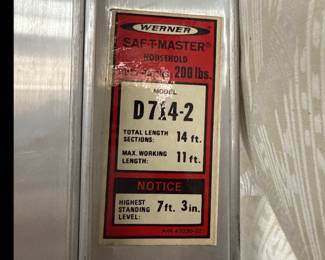 WERNER
SAF-T-MASTER®
HOUSEHOLD
200 lbs.
MODEL
D714-2
TOTAL LENGTH
SECTIONS: 14 ft.
MAX. WORKING
LENGTH: 11 ft.
NOTICE
HIGHEST
STANDING 7 ft. 3 in.
LEVEL: